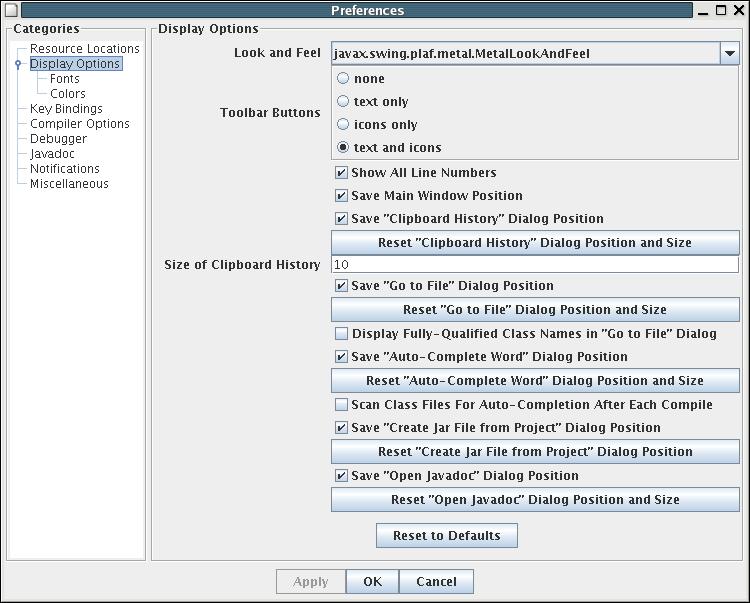 Preferences
Categories
Resource Locations
Display Options
Fonts
Colors
Key Bindings
Compiler Options
Debugger
Javadoc
Notifications
Miscellaneous
Display Options
Look and Feel javax.swing.plaf.metal.MetalLookAndFeel
Toolbar Buttons
none
text only
icons only
text and icons
Show All Line Numbers
Save Main Window Position
Save "Clipboard History" Dialog Position
Reset "Clipboard History" Dialog Position and Size
Size of Clipboard History 10
Save "Go to File" Dialog Position
Reset "Go to File" Dialog Position and Size
Display Fully-Qualified Class Names in "Go to File" Dialog
Save "Auto-Complete Word" Dialog Position
Reset "Auto-Complete Word" Dialog Position and Size
Scan Class Files For Auto-Completion After Each Compile
Save "Create Jar File from Project" Dialog Position
Reset "Create Jar File from Project" Dialog Position
Save "Open Javadoc" Dialog Position
Reset "Open Javadoc" Dialog Position and Size
Reset to Defaults
Apply OK Cancel